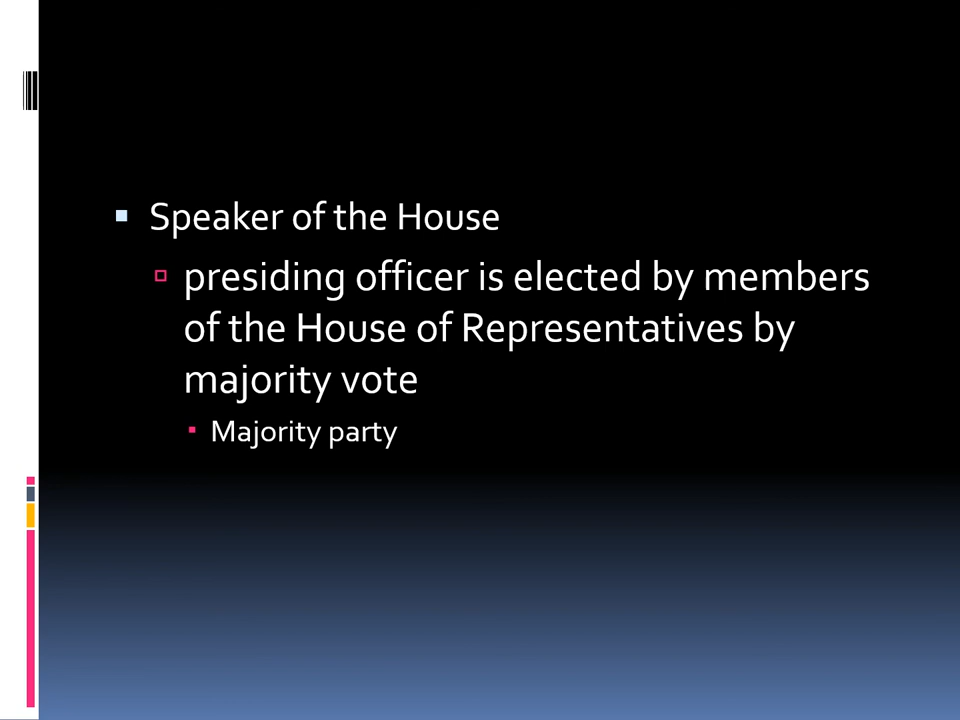 Speaker of the House
presiding officer is elected by members
of the House of Representatives by
majority vote
Majority party